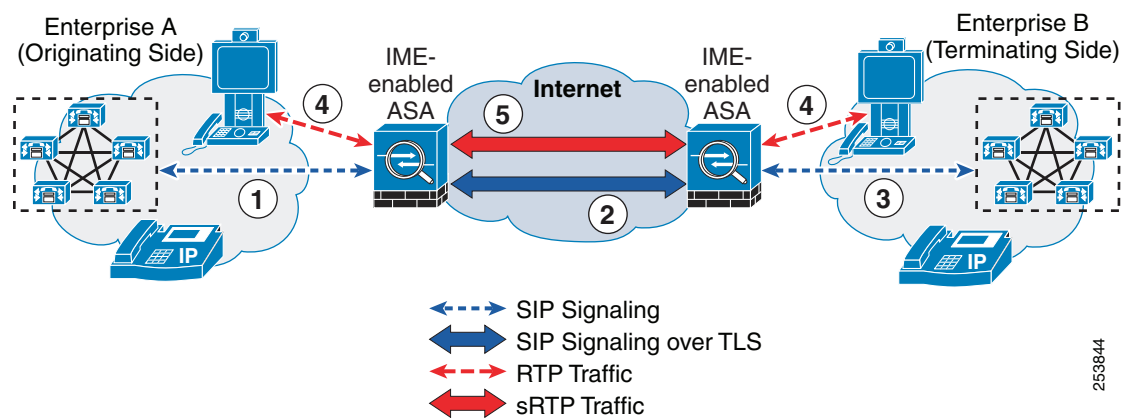 Enterprise A
(Originating Side)
IME-
enabled
ASA
Internet
IME-
enabled
ASA
Enterprise B
(Terminating Side)
4
5
4
1
2
3
IP
IP
SIP Signaling
SIP Signaling over TLS
RTP Traffic
sRTP Traffic
253844